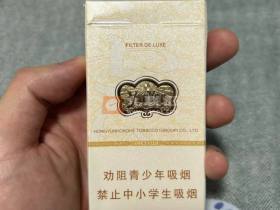 FILTER DE LUXE
HONGYUNHONGHE TOBACCO (GROUP) CO., LTD
劝阻青少年吸烟
禁止中小学生吸烟